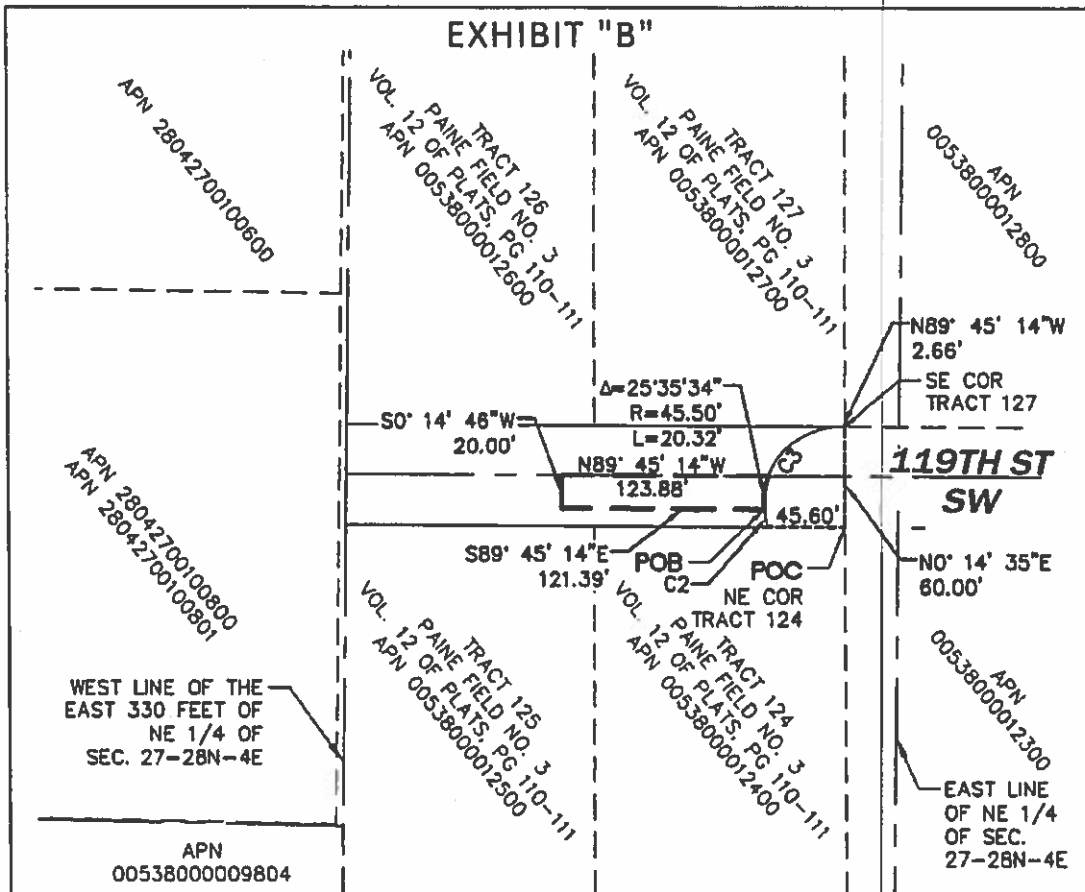 EXHIBIT "B"
APN 28042700100600
TRACT 126
PAINE FIELD NO. 3
VOL. 12 OF PLATS, PG 110-111
APN 00538000012600
TRACT 127
PAINE FIELD NO. 3
VOL. 12 OF PLATS, PG 110-111
APN 00538000012700
APN
00538000012800
N89° 45' 14"W
2.66'
SE COR
TRACT 127
Δ=25°35'34"
R=45.50'
L=20.32'
S0° 14' 46"W
20.00'
N89° 45' 14"W
123.88'
C3
119TH ST
SW
APN 28042700100800
APN 28042700100801
S89° 45' 14"E
121.39'
POB
C2
45.60'
POC
NE COR
TRACT 124
N0° 14' 35"E
60.00'
WEST LINE OF THE
EAST 330 FEET OF
NE 1/4 OF
SEC. 27-28N-4E
TRACT 125
PAINE FIELD NO. 3
VOL. 12 OF PLATS, PG 110-111
APN 00538000012500
TRACT 124
PAINE FIELD NO. 3
VOL. 12 OF PLATS, PG 110-111
APN 00538000012400
APN
00538000012300
EAST LINE
OF NE 1/4
OF SEC.
27-28N-4E
APN
00538000009804